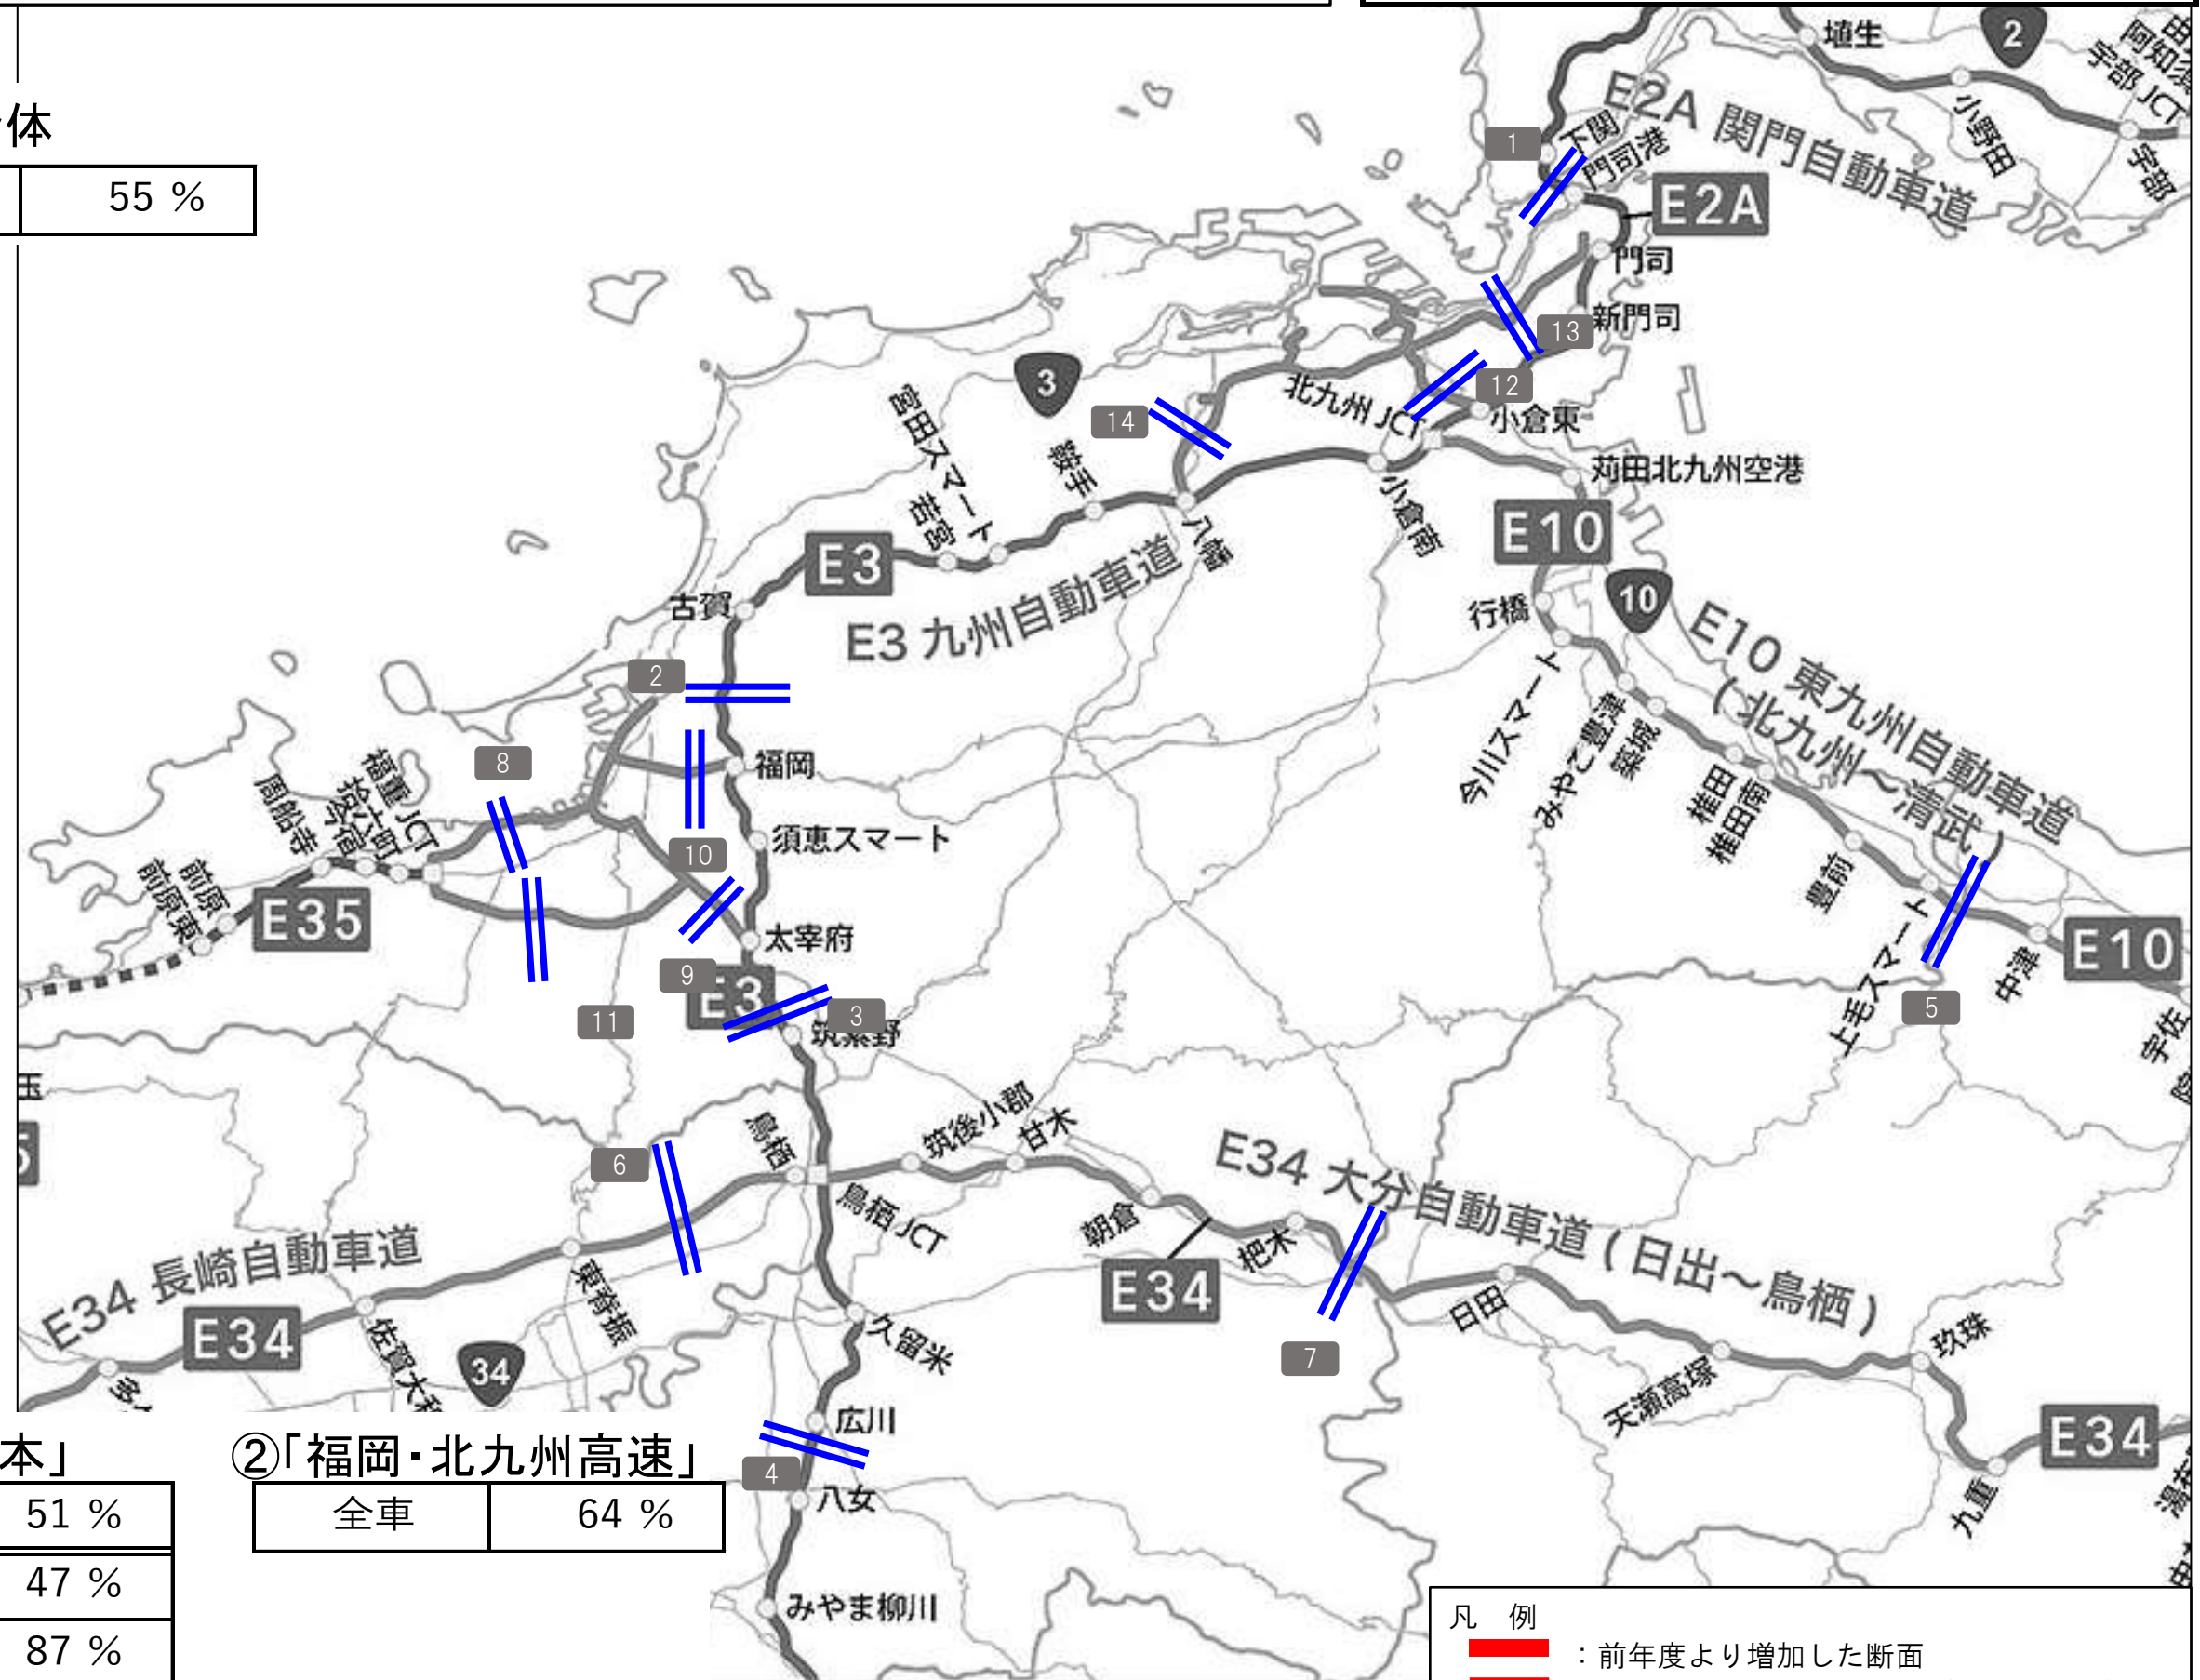 体
55 %
埴生
2
宇部 JCT
小野田
宇部
E2A 関門自動車道
1
下関
門司港
E2A
門司
新門司
13
12
3
14
北九州 JCT
小倉東
苅田北九州空港
宮田スマート
若宮
鞍手
八幡
小倉南
E10
E3
10
古賀
E3 九州自動車道
行橋
E10 東九州自動車道
(北九州～清武)
今川スマート
みやこ豊津
築城
椎田
椎田南
豊前
上毛スマート
中津
E10
5
宇佐
2
8
福岡
福重 JCT
拾六町
今宿
周船寺
前原
前原東
E35
須恵スマート
10
太宰府
9
E3
3
筑紫野
11
6
鳥栖
筑後小郡
甘木
鳥栖 JCT
朝倉
杷木
E34 大分自動車道 (日出～鳥栖)
E34
7
日田
天瀬高塚
玖珠
九重
E34
E34 長崎自動車道
E34
東脊振
佐賀大和
34
久留米
広川
4
八女
みやま柳川
本」
51 %
47 %
87 %
②「福岡・北九州高速」
全車 64 %
凡 例
：前年度より増加した断面